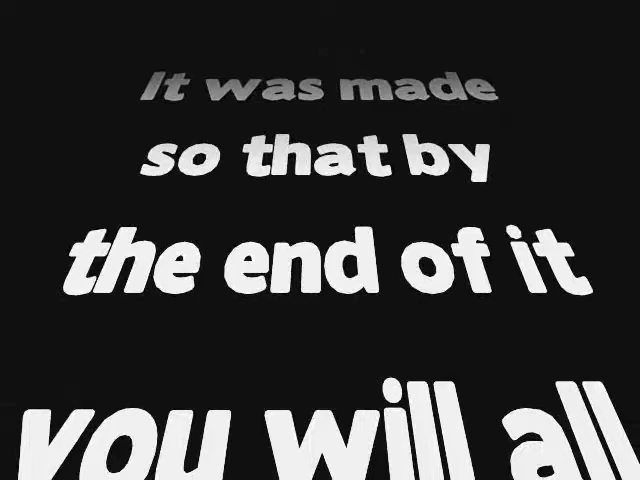 It was made
so that by
the end of it
you will all